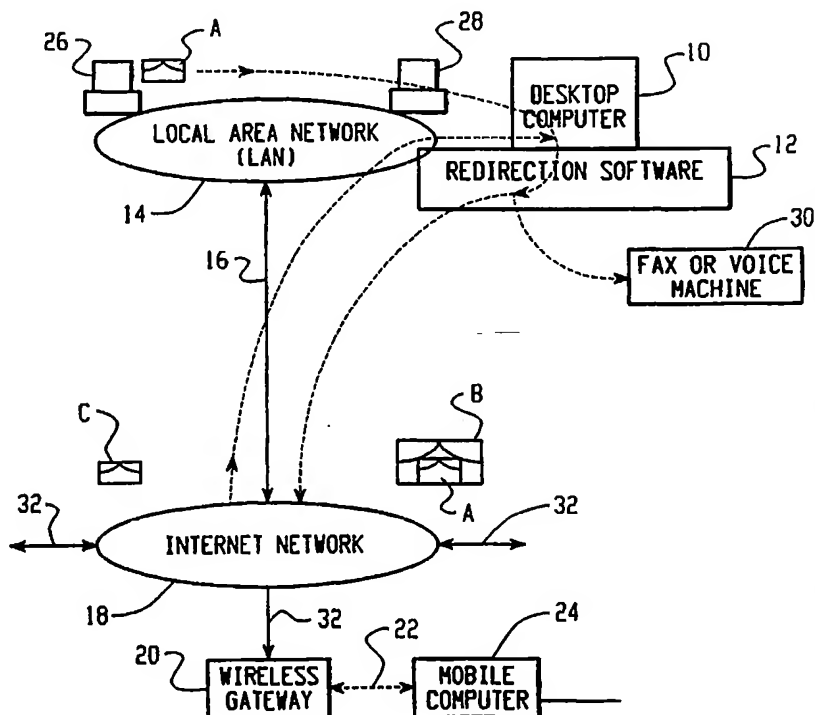 A
26
28
10
DESKTOP
COMPUTER
LOCAL AREA NETWORK
(LAN)
12
REDIRECTION SOFTWARE
14
16
30
FAX OR VOICE
MACHINE
C
B
A
32
32
INTERNET NETWORK
18
32
24
20
22
WIRELESS
GATEWAY
MOBILE
COMPUTER